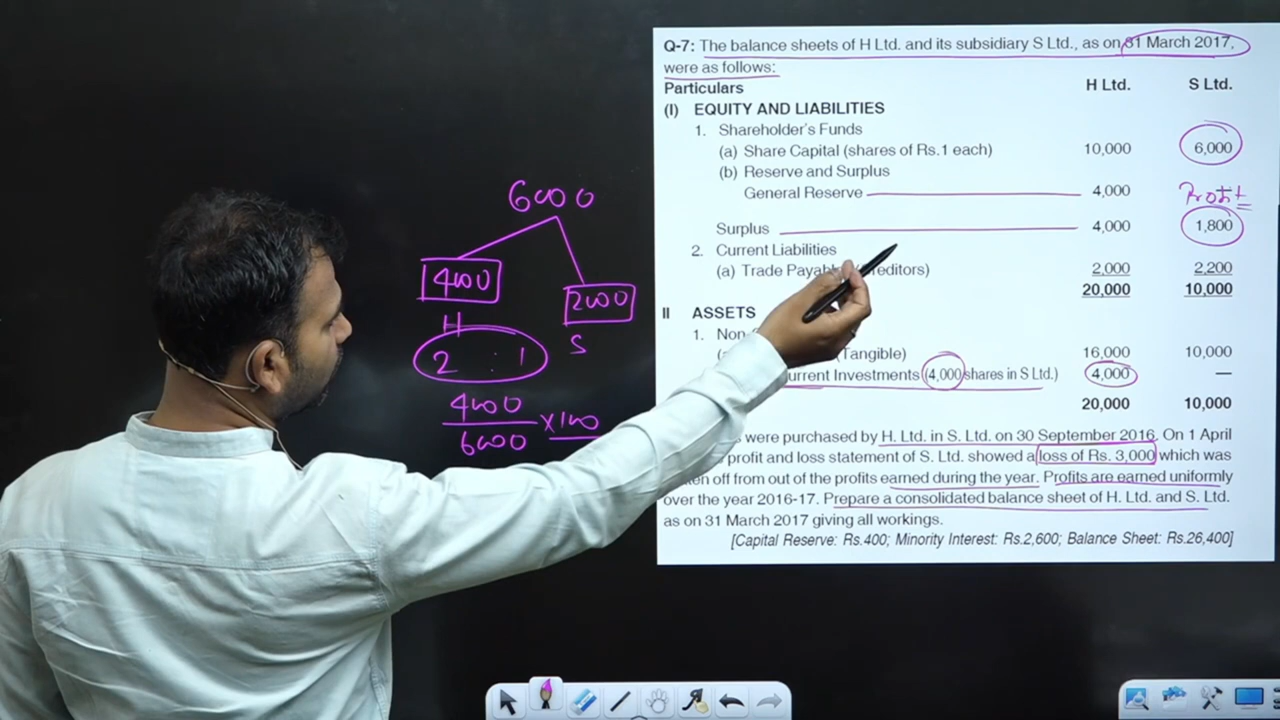 Q-7: The balance sheets of H Ltd. and its subsidiary S Ltd., as on 31 March 2017,
were as follows:
Particulars H Ltd. S Ltd.
(I) EQUITY AND LIABILITIES
1. Shareholder's Funds
(a) Share Capital (shares of Rs.1 each) 10,000 6,000
(b) Reserve and Surplus
General Reserve 4,000 Profit
Surplus 4,000 1,800
2. Current Liabilities
(a) Trade 2,000 2,200
20,000 10,000
II ASSETS
1.
(Tangible) 16,000 10,000
Investments (4,000 shares in S Ltd.) 4,000 —
20,000 10,000
were purchased by H. Ltd. in S. Ltd. on 30 September 2016. On 1 April
profit and loss statement of S. Ltd. showed a loss of Rs. 3,000 which was
off from out of the profits earned during the year. Profits are earned uniformly
over the year 2016-17. Prepare a consolidated balance sheet of H. Ltd. and S. Ltd.
as on 31 March 2017 giving all workings.
[Capital Reserve: Rs.400; Minority Interest: Rs.2,600; Balance Sheet: Rs.26,400]
6000
4000 2000
H S
2 : 1
4000
6000 ×100